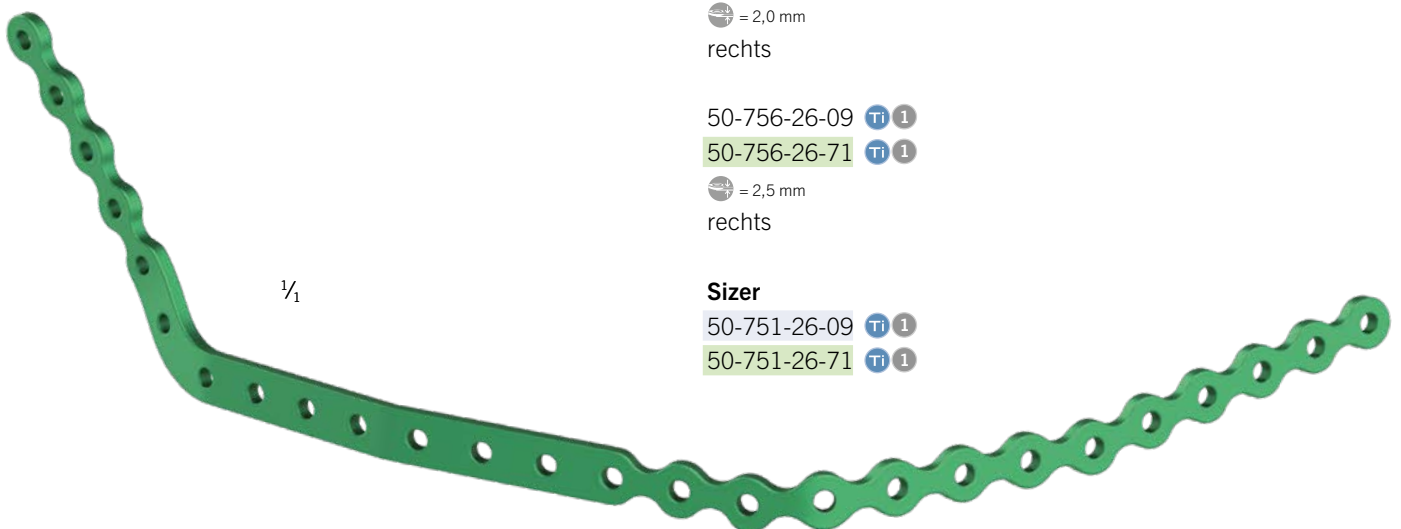 = 2,0 mm
rechts
50-756-26-09 Ti 1
50-756-26-71 Ti 1
= 2,5 mm
rechts
1/1
Sizer
50-751-26-09 Ti 1
50-751-26-71 Ti 1